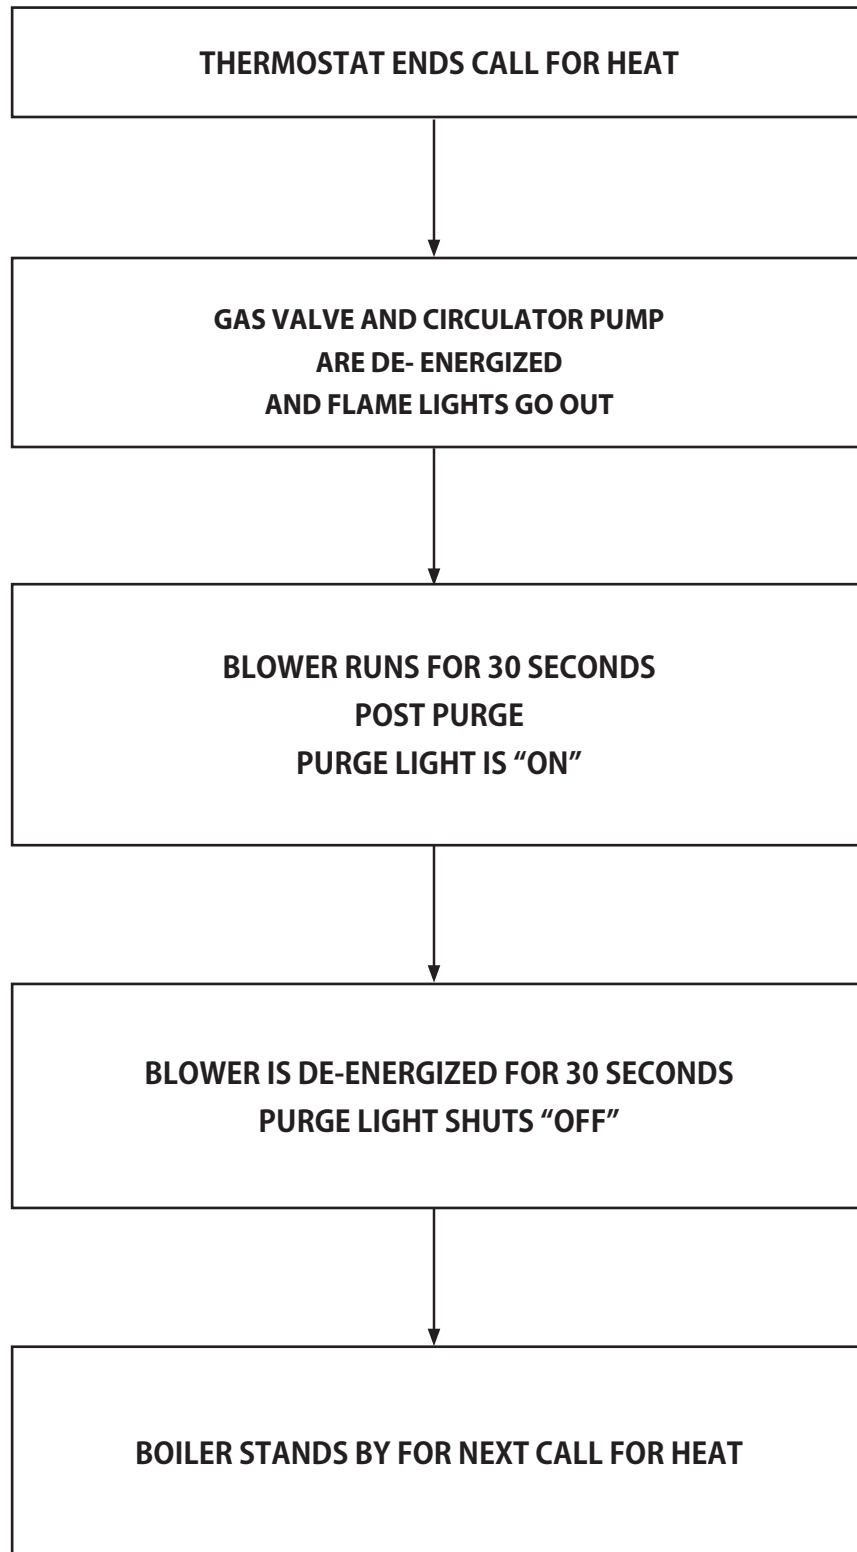 THERMOSTAT ENDS CALL FOR HEAT
GAS VALVE AND CIRCULATOR PUMP
ARE DE- ENERGIZED
AND FLAME LIGHTS GO OUT
BLOWER RUNS FOR 30 SECONDS
POST PURGE
PURGE LIGHT IS “ON”
BLOWER IS DE-ENERGIZED FOR 30 SECONDS
PURGE LIGHT SHUTS “OFF”
BOILER STANDS BY FOR NEXT CALL FOR HEAT